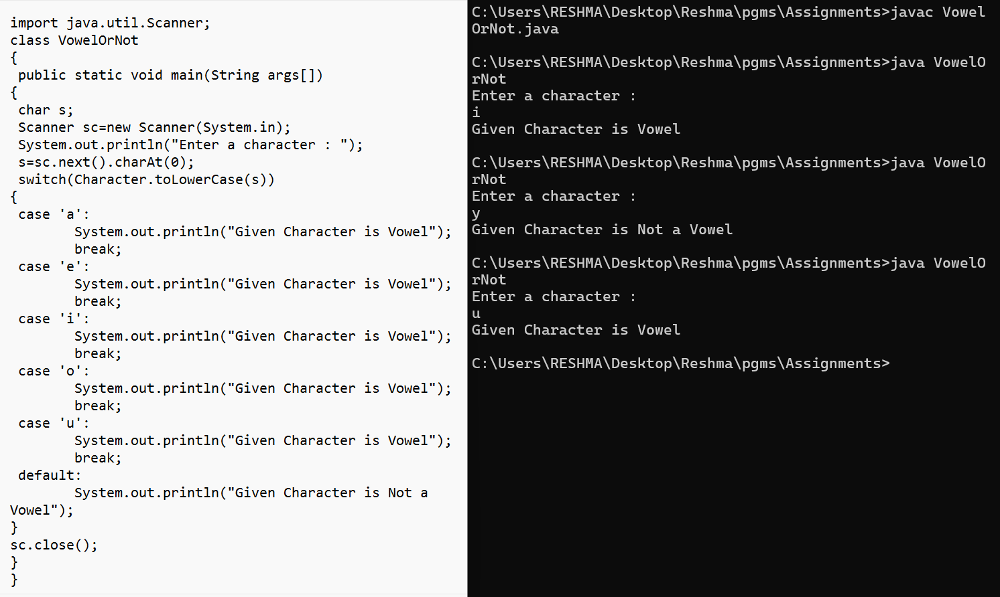 import java.util.Scanner;
class VowelOrNot
{
 public static void main(String args[])
{
 char s;
 Scanner sc=new Scanner(System.in);
 System.out.println("Enter a character : ");
 s=sc.next().charAt(0);
 switch(Character.toLowerCase(s))
{
 case 'a':
        System.out.println("Given Character is Vowel");
        break;
 case 'e':
        System.out.println("Given Character is Vowel");
        break;
 case 'i':
        System.out.println("Given Character is Vowel");
        break;
 case 'o':
        System.out.println("Given Character is Vowel");
        break;
 case 'u':
        System.out.println("Given Character is Vowel");
        break;
 default:
        System.out.println("Given Character is Not a
Vowel");
}
sc.close();
}
}
C:\Users\RESHMA\Desktop\Reshma\pgms\Assignments>javac Vowel
OrNot.java

C:\Users\RESHMA\Desktop\Reshma\pgms\Assignments>java VowelO
rNot
Enter a character :
i
Given Character is Vowel

C:\Users\RESHMA\Desktop\Reshma\pgms\Assignments>java VowelO
rNot
Enter a character :
y
Given Character is Not a Vowel

C:\Users\RESHMA\Desktop\Reshma\pgms\Assignments>java VowelO
rNot
Enter a character :
u
Given Character is Vowel

C:\Users\RESHMA\Desktop\Reshma\pgms\Assignments>